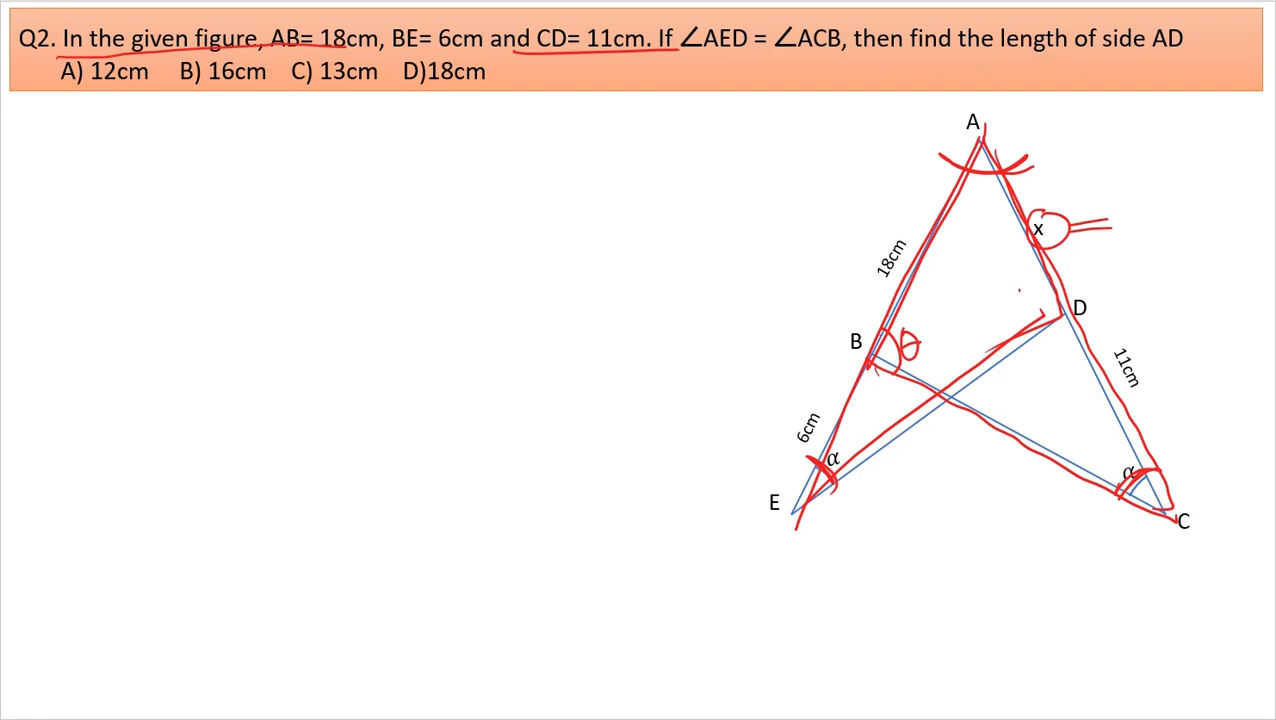 Q2. In the given figure, AB= 18cm, BE= 6cm and CD= 11cm. If ∠AED = ∠ACB, then find the length of side AD
A) 12cm B) 16cm C) 13cm D)18cm
A
x
18cm
D
B
θ
11cm
6cm
α
α
E
C